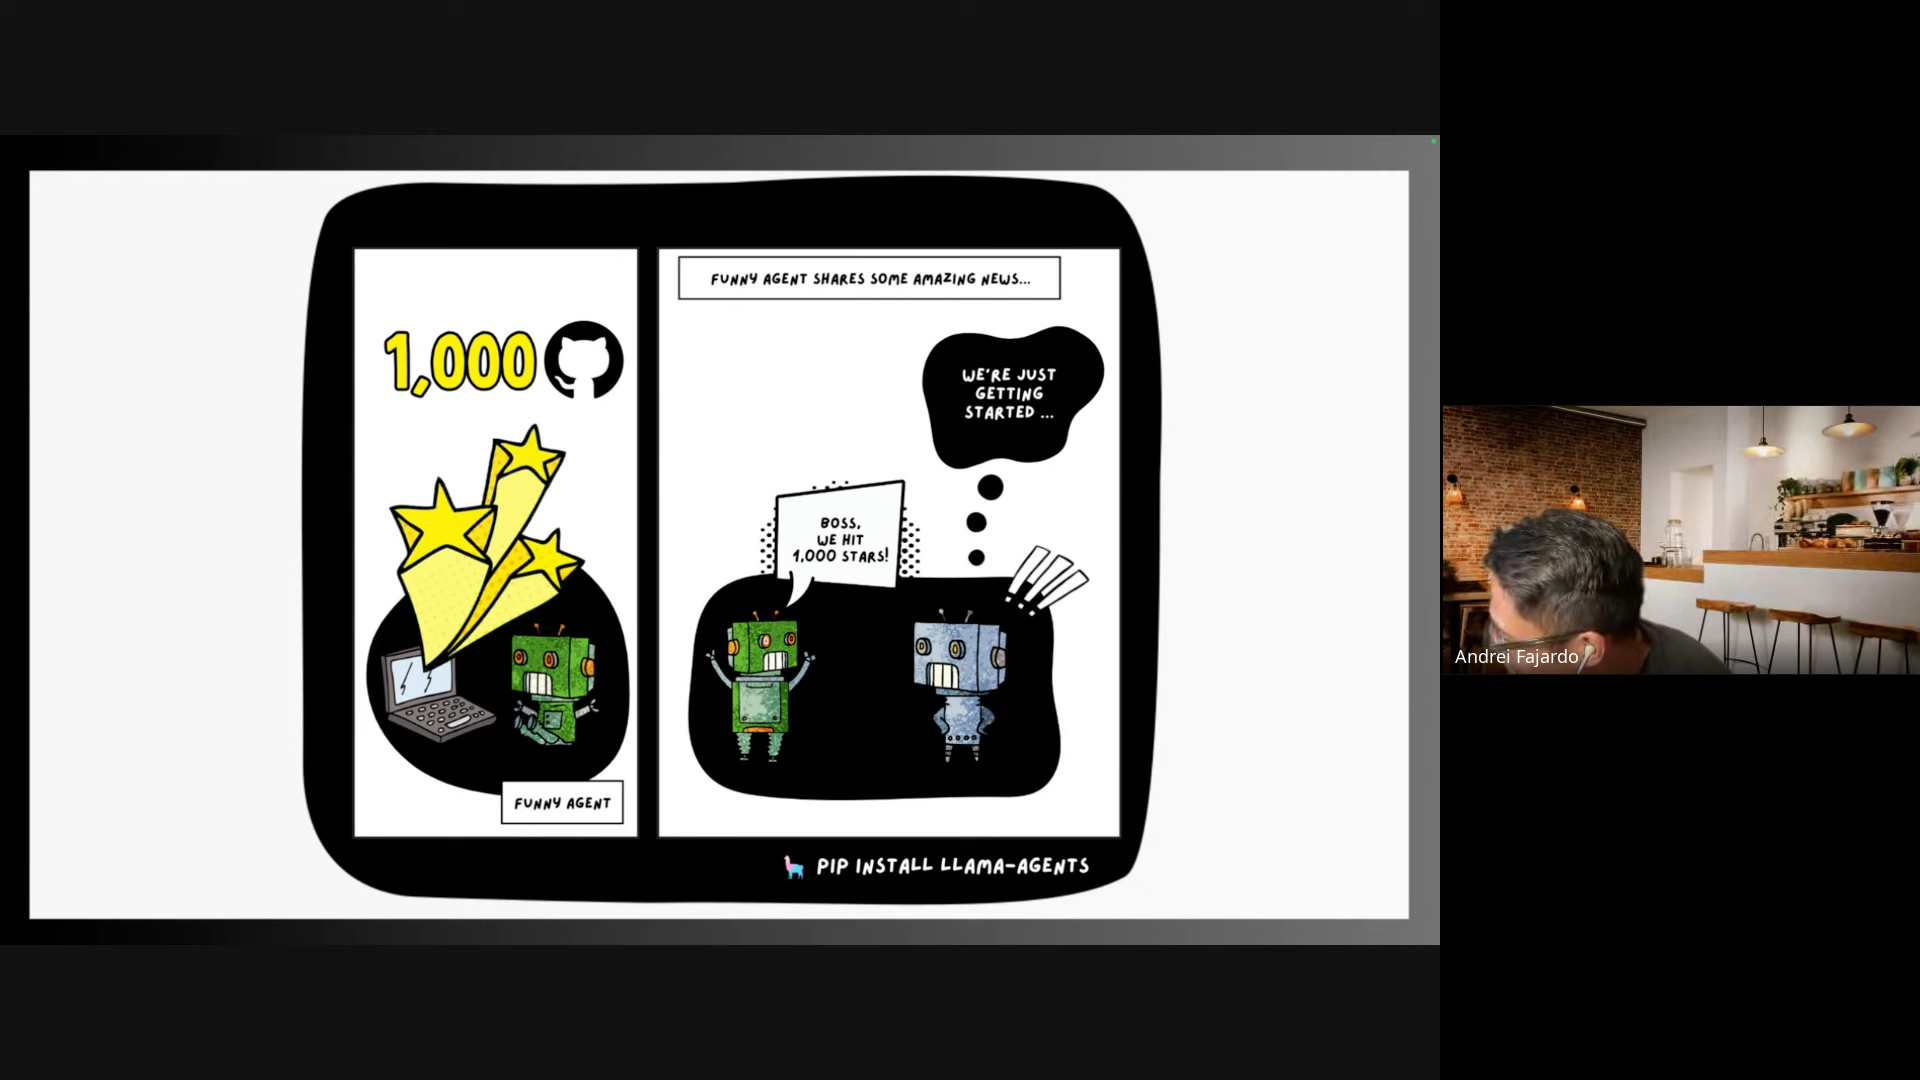 1,000
FUNNY AGENT
FUNNY AGENT SHARES SOME AMAZING NEWS...
WE'RE JUST
GETTING
STARTED ...
BOSS,
WE HIT
1,000 STARS!
PIP INSTALL LLAMA-AGENTS
Andrei Fajardo